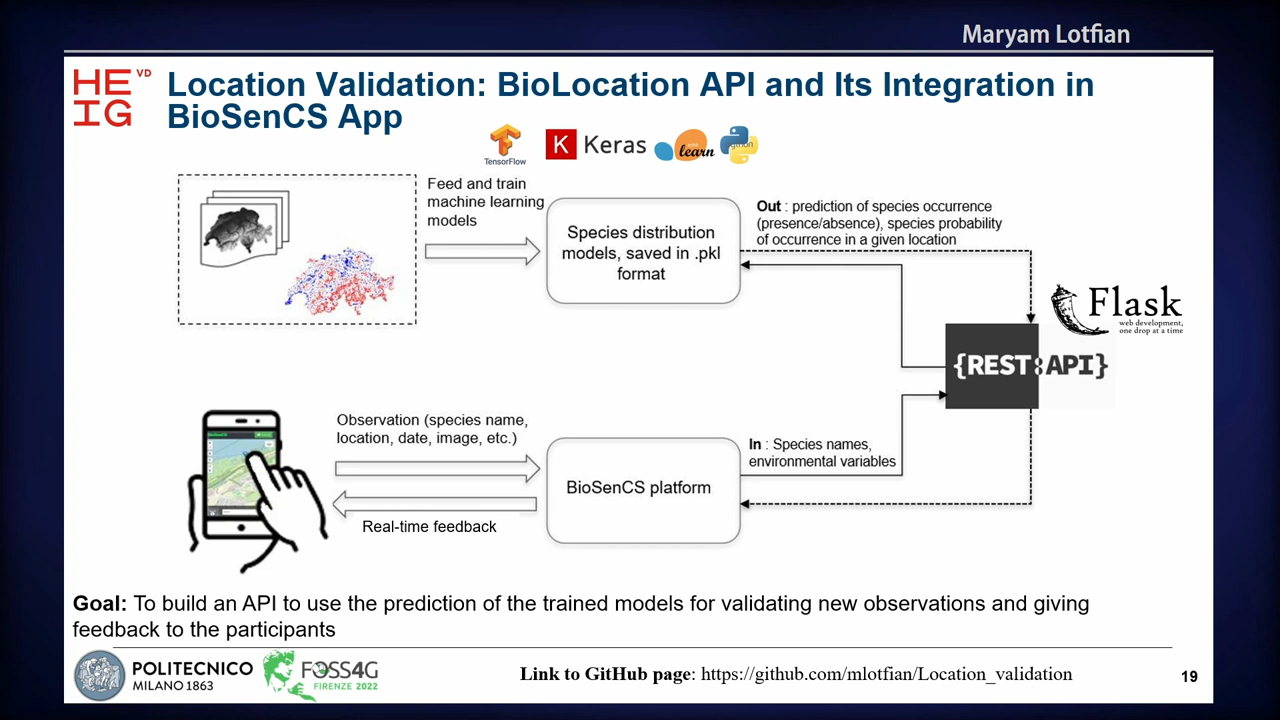 Maryam Lotfian
HE VD
IG
Location Validation: BioLocation API and Its Integration in
BioSenCS App
TensorFlow
K Keras
learn
python
Feed and train
machine learning
models
Species distribution
models, saved in .pkl
format
Out : prediction of species occurrence
(presence/absence), species probability
of occurrence in a given location
Flask
web development,
one drop at a time
{REST:API}
Observation (species name,
location, date, image, etc.)
In : Species names,
environmental variables
BioSenCS platform
Real-time feedback
Goal: To build an API to use the prediction of the trained models for validating new observations and giving
feedback to the participants
POLITECNICO
MILANO 1863
FOSS4G
FIRENZE 2022
Link to GitHub page: https://github.com/mlotfian/Location_validation
19